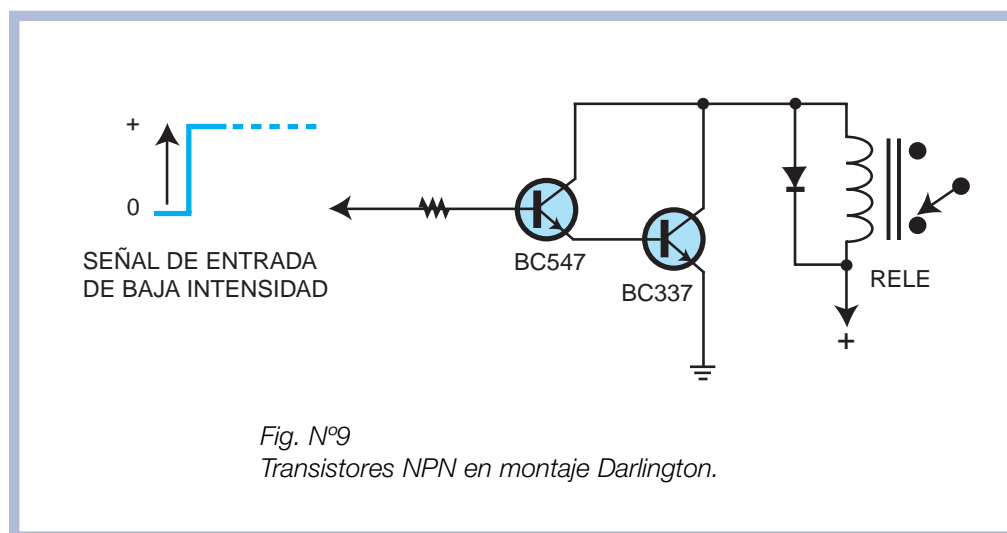 +
0
SEÑAL DE ENTRADA
DE BAJA INTENSIDAD
BC547
BC337
RELE
+
Fig. Nº9
Transistores NPN en montaje Darlington.